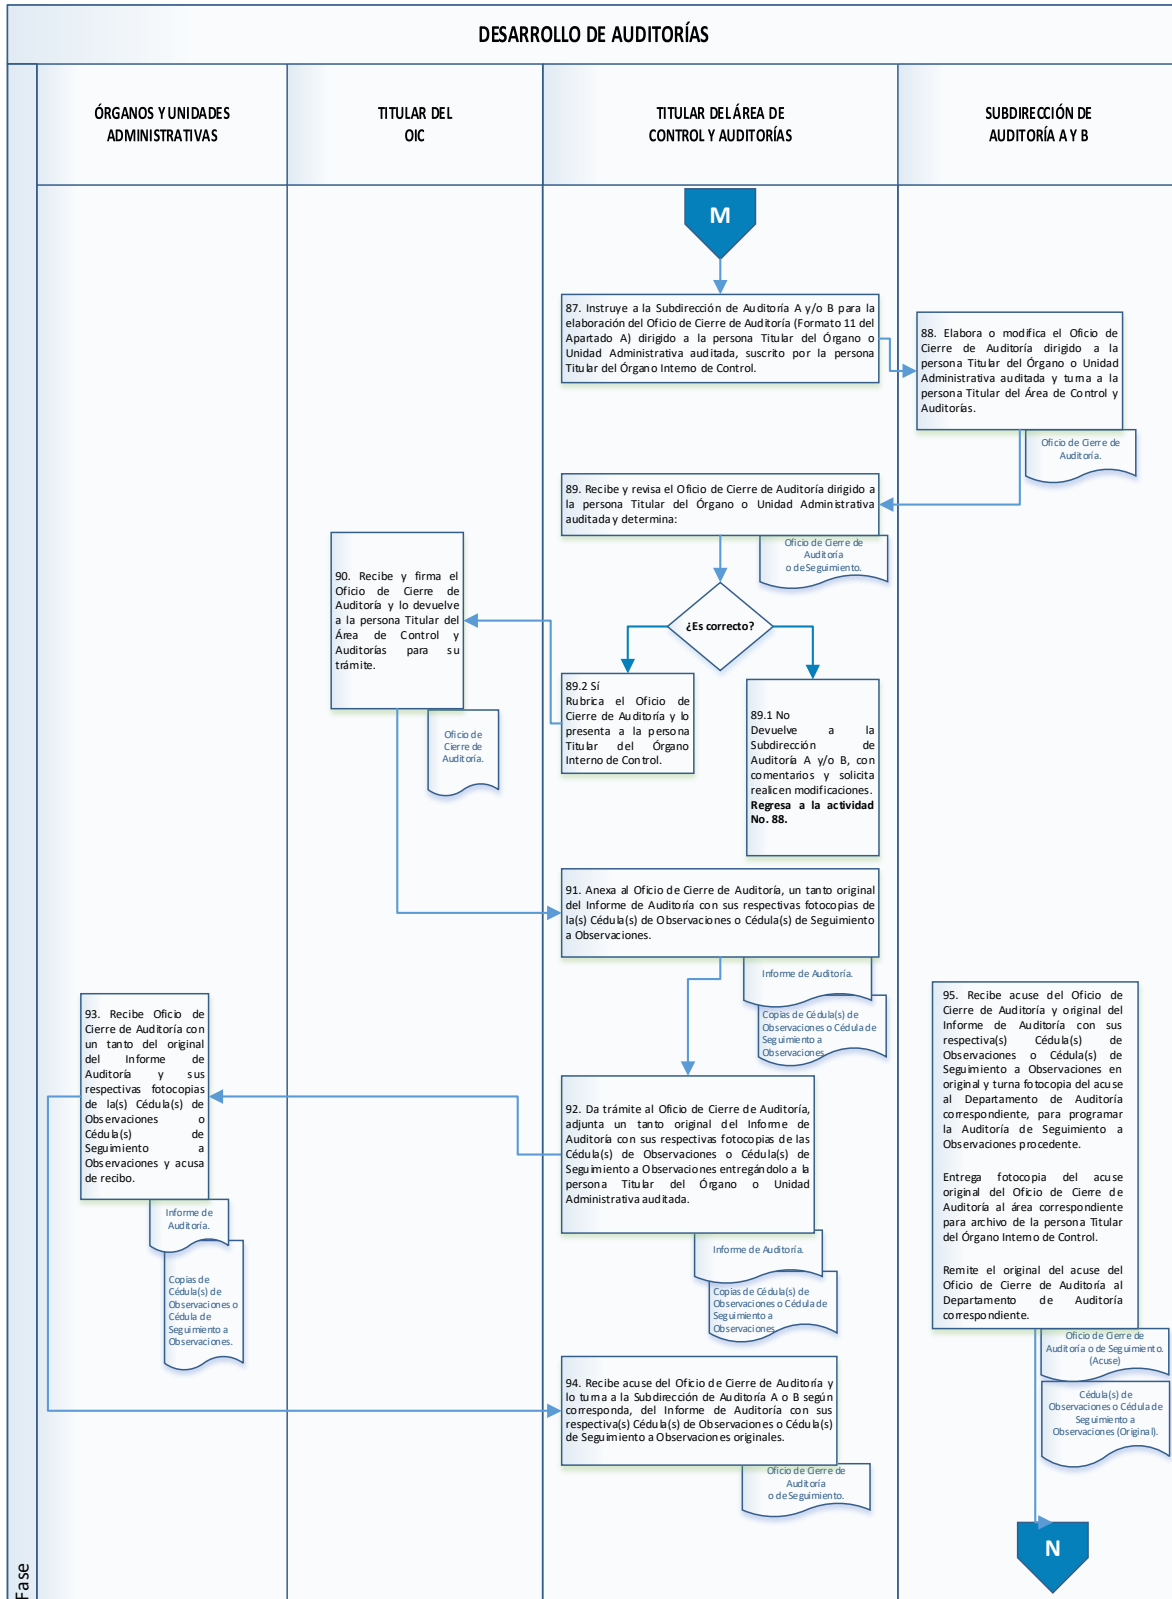 DESARROLLO DE AUDITORÍAS
ÓRGANOS Y UNIDADES
ADMINISTRATIVAS
TITULAR DEL
OIC
TITULAR DEL ÁREA DE
CONTROL Y AUDITORÍAS
SUBDIRECCIÓN DE
AUDITORÍA A Y B
M
87. Instruye a la Subdirección de Auditoría A y/o B para la
elaboración del Oficio de Cierre de Auditoría (Formato 11 del
Apartado A) dirigido a la persona Titular del Órgano o
Unidad Administrativa auditada, suscrito por la persona
Titular del Órgano Interno de Control.
88. Elabora o modifica el Oficio de
Cierre de Auditoría dirigido a la
persona Titular del Órgano o Unidad
Administrativa auditada y turna a la
persona Titular del Área de Control y
Auditorías.
Oficio de Cierre de
Auditoría.
89. Recibe y revisa el Oficio de Cierre de Auditoría dirigido a
la persona Titular del Órgano o Unidad Administrativa
auditada y determina:
Oficio de Cierre de
Auditoría
o de Seguimiento.
¿Es correcto?
90. Recibe y firma el
Oficio de Cierre de
Auditoría y lo devuelve
a la persona Titular del
Área de Control y
Auditorías para su
trámite.
Oficio de
Cierre de
Auditoría.
89.2 Sí
Rubrica el Oficio de
Cierre de Auditoría y lo
presenta a la persona
Titular del Órgano
Interno de Control.
89.1 No
Devuelve a la
Subdirección de
Auditoría A y/o B, con
comentarios y solicita
realicen modificaciones.
Regresa a la actividad
No. 88.
91. Anexa al Oficio de Cierre de Auditoría, un tanto original
del Informe de Auditoría con sus respectivas fotocopias de
la(s) Cédula(s) de Observaciones o Cédula(s) de Seguimiento
a Observaciones.
Informe de Auditoría.
Copias de Cédula(s) de
Observaciones o Cédula de
Seguimiento a
Observaciones
92. Da trámite al Oficio de Cierre de Auditoría,
adjunta un tanto original del Informe de
Auditoría con sus respectivas fotocopias de las
Cédula(s) de Observaciones o Cédula(s) de
Seguimiento a Observaciones entregándolo a la
persona Titular del Órgano o Unidad
Administrativa auditada.
Informe de Auditoría.
Copias de Cédula(s) de
Observaciones o Cédula de
Seguimiento a
Observaciones
93. Recibe Oficio de
Cierre de Auditoría con
un tanto del original
del Informe de
Auditoría y sus
respectivas fotocopias
de la(s) Cédula(s) de
Observaciones o
Cédula(s) de
Seguimiento a
Observaciones y acusa
de recibo.
Informe de
Auditoría.
Copias de
Cédula(s) de
Observaciones o
Cédula de
Seguimiento a
Observaciones.
94. Recibe acuse del Oficio de Cierre de Auditoría y
lo turna a la Subdirección de Auditoría A o B según
corresponda, del Informe de Auditoría con sus
respectiva(s) Cédula(s) de Observaciones o Cédula(s)
de Seguimiento a Observaciones originales.
Oficio de Cierre de
Auditoría
o de Seguimiento.
95. Recibe acuse del Oficio de
Cierre de Auditoría y original del
Informe de Auditoría con sus
respectiva(s) Cédula(s) de
Observaciones o Cédula(s) de
Seguimiento a Observaciones en
original y turna fotocopia del acuse
al Departamento de Auditoría
correspondiente, para programar
la Auditoría de Seguimiento a
Observaciones procedente.
Entrega fotocopia del acuse
original del Oficio de Cierre de
Auditoría al área correspondiente
para archivo de la persona Titular
del Órgano Interno de Control.
Remite el original del acuse del
Oficio de Cierre de Auditoría al
Departamento de Auditoría
correspondiente.
Oficio de Cierre de
Auditoría o de Seguimiento.
(Acuse)
Cédula(s) de
Observaciones o Cédula de
Seguimiento a
Observaciones (Original).
N
Fase